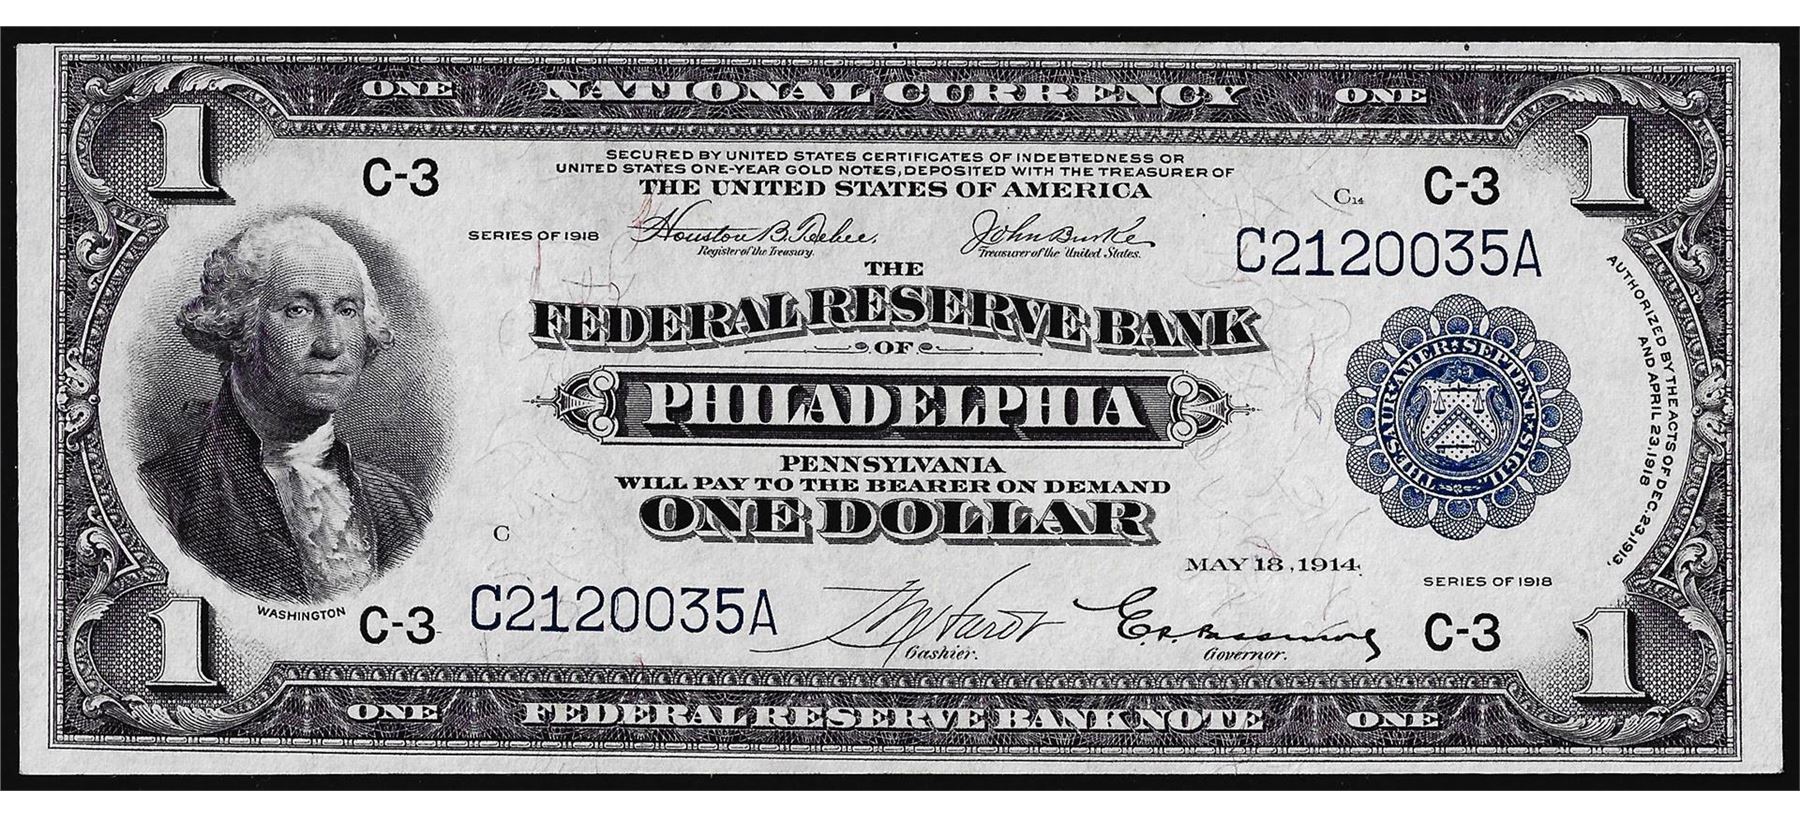 ONE NATIONAL CURRENCY ONE
1 1
C-3 C-3
SECURED BY UNITED STATES CERTIFICATES OF INDEBTEDNESS OR
UNITED STATES ONE-YEAR GOLD NOTES, DEPOSITED WITH THE TREASURER OF
THE UNITED STATES OF AMERICA
C14
SERIES OF 1918
Houston B. Teehee,
Register of the Treasury.
John Burke
Treasurer of the United States.
C2120035A
THE
FEDERAL RESERVE BANK
OF
PHILADELPHIA
PENNSYLVANIA
WILL PAY TO THE BEARER ON DEMAND
ONE DOLLAR
THESAUR.AMER.SEPTENT.SIGIL.
AUTHORIZED BY THE ACTS OF DEC. 23, 1913,
AND APRIL 23, 1918
C
MAY 18, 1914.
SERIES OF 1918
WASHINGTON
C-3
C2120035A
Cashier.
Governor.
C-3
1 1
ONE FEDERAL RESERVE BANK NOTE ONE